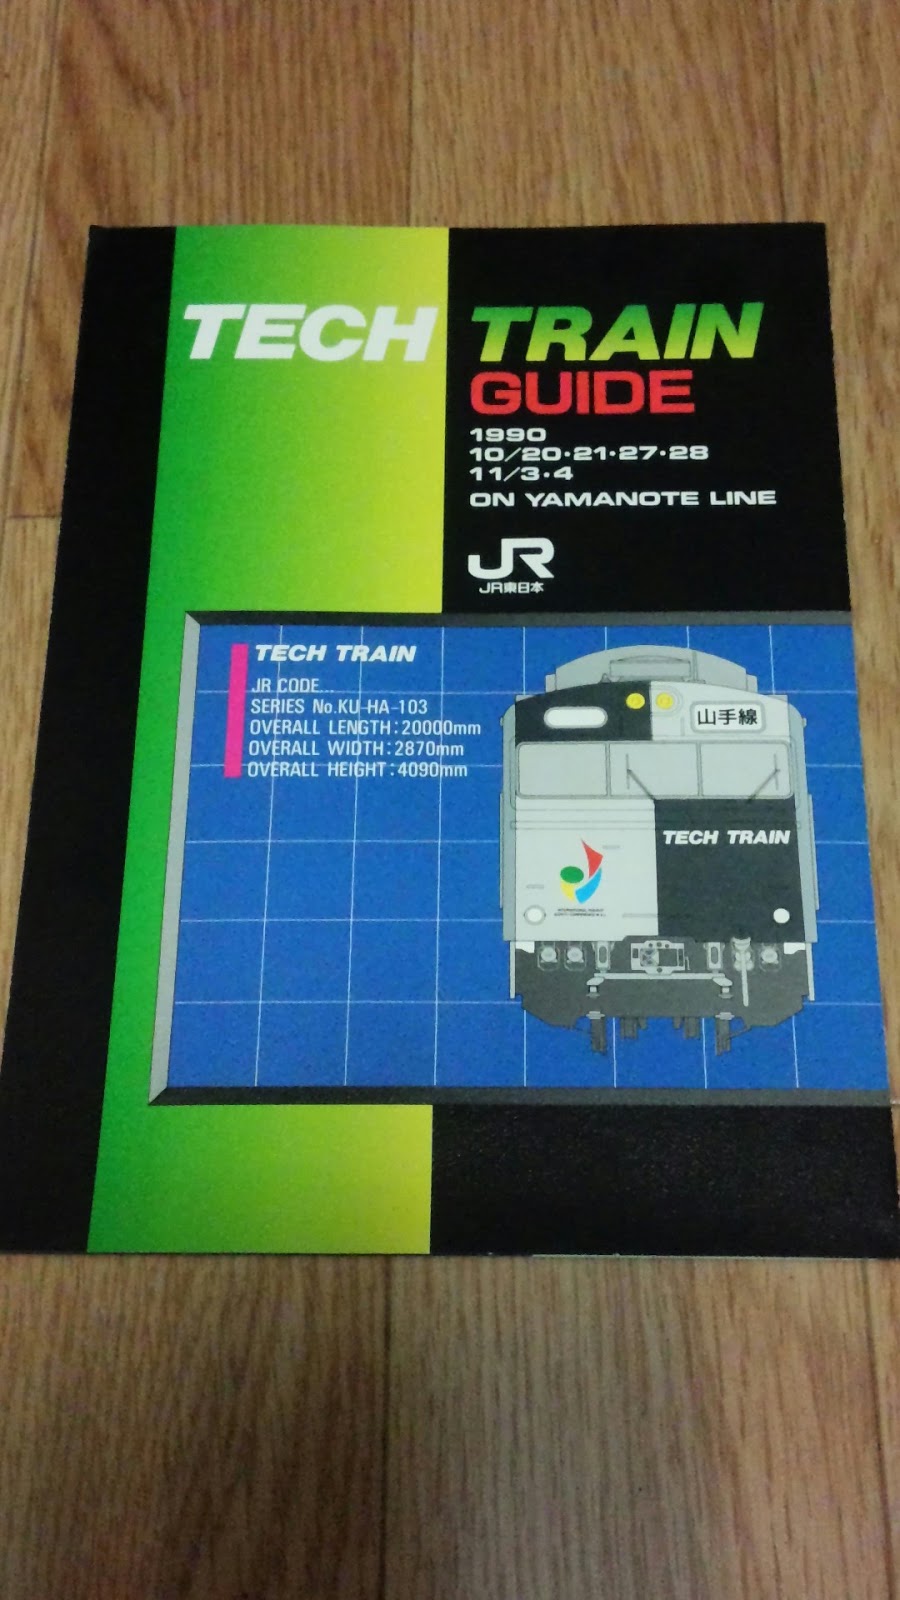 TECH TRAIN
GUIDE
1990
10/20・21・27・28
11/3・4
ON YAMANOTE LINE
JR
JR東日本
TECH TRAIN
JR CODE...
SERIES No.KU-HA-103
OVERALL LENGTH:20000mm
OVERALL WIDTH:2870mm
OVERALL HEIGHT:4090mm
山手線
TECH TRAIN